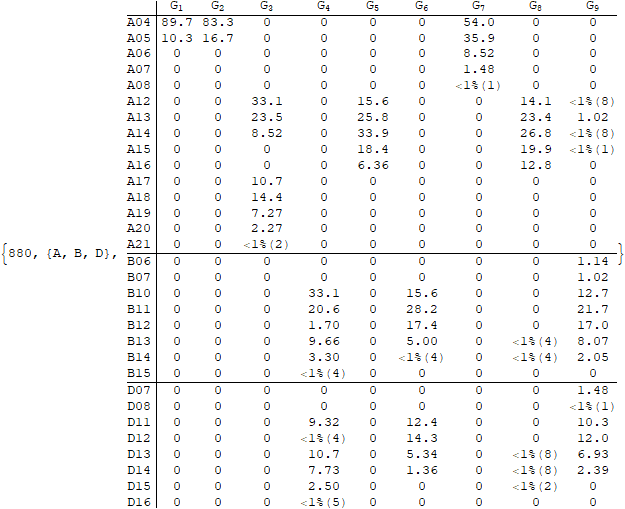 G1 G2 G3 G4 G5 G6 G7 G8 G9
A04 89.7 83.3 0 0 0 0 54.0 0 0
A05 10.3 16.7 0 0 0 0 35.9 0 0
A06 0 0 0 0 0 0 8.52 0 0
A07 0 0 0 0 0 0 1.48 0 0
A08 0 0 0 0 0 0 <1%(1) 0 0
A12 0 0 33.1 0 15.6 0 0 14.1 <1%(8)
A13 0 0 23.5 0 25.8 0 0 23.4 1.02
A14 0 0 8.52 0 33.9 0 0 26.8 <1%(8)
A15 0 0 0 0 18.4 0 0 19.9 <1%(1)
A16 0 0 0 0 6.36 0 0 12.8 0
A17 0 0 10.7 0 0 0 0 0 0
A18 0 0 14.4 0 0 0 0 0 0
A19 0 0 7.27 0 0 0 0 0 0
A20 0 0 2.27 0 0 0 0 0 0
A21 0 0 <1%(2) 0 0 0 0 0 0
{880, {A, B, D}, }
B06 0 0 0 0 0 0 0 0 1.14
B07 0 0 0 0 0 0 0 0 1.02
B10 0 0 0 33.1 0 15.6 0 0 12.7
B11 0 0 0 20.6 0 28.2 0 0 21.7
B12 0 0 0 1.70 0 17.4 0 0 17.0
B13 0 0 0 9.66 0 5.00 0 <1%(4) 8.07
B14 0 0 0 3.30 0 <1%(4) 0 <1%(4) 2.05
B15 0 0 0 <1%(4) 0 0 0 0 0
D07 0 0 0 0 0 0 0 0 1.48
D08 0 0 0 0 0 0 0 0 <1%(1)
D11 0 0 0 9.32 0 12.4 0 0 10.3
D12 0 0 0 <1%(4) 0 14.3 0 0 12.0
D13 0 0 0 10.7 0 5.34 0 <1%(8) 6.93
D14 0 0 0 7.73 0 1.36 0 <1%(8) 2.39
D15 0 0 0 2.50 0 0 0 <1%(2) 0
D16 0 0 0 <1%(5) 0 0 0 0 0